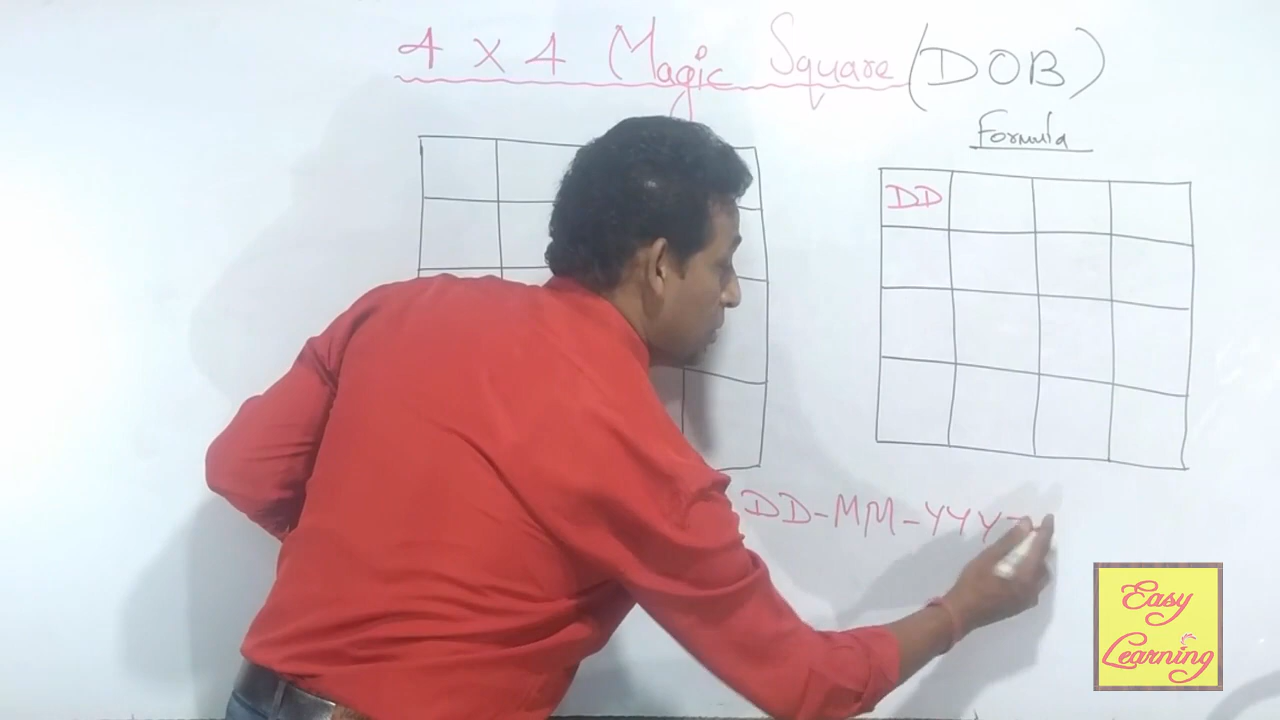 4 X 4 Magic Square (DOB)
Formula
DD
DD-MM-YYY
Easy
Learning